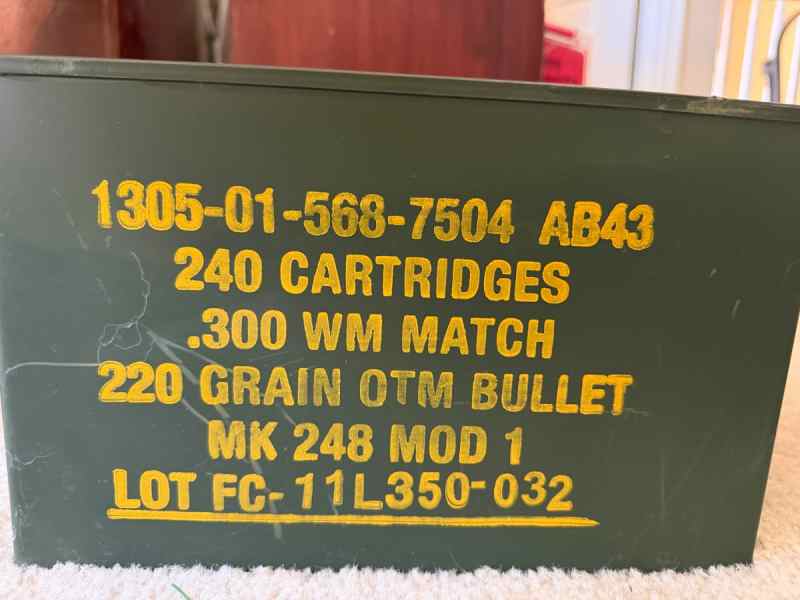 1305-01-568-7504 AB43
240 CARTRIDGES
.300 WM MATCH
220 GRAIN OTM BULLET
MK 248 MOD 1
LOT FC-11L350-032